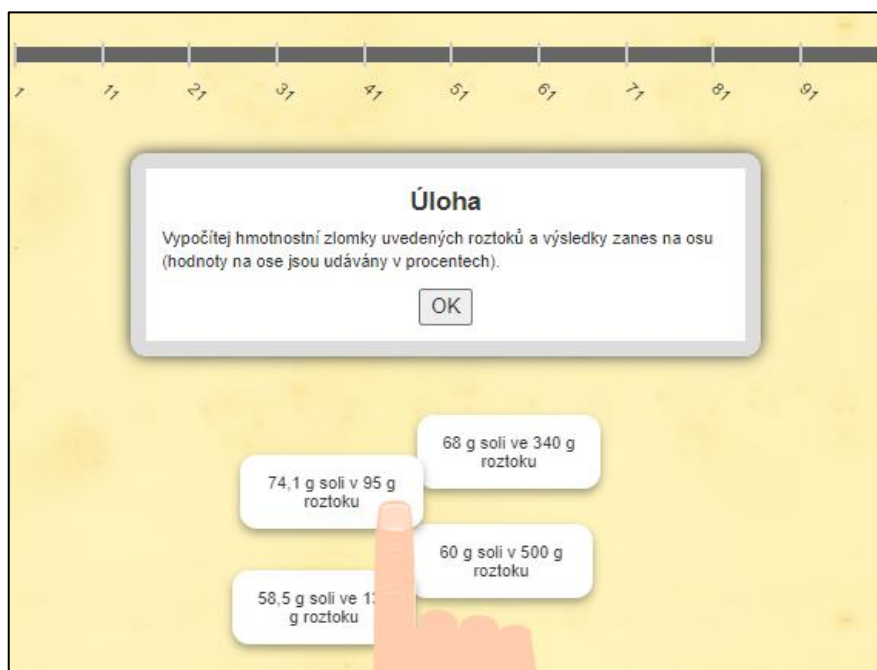 1 11 21 31 41 51 61 71 81 91
Úloha
Vypočítej hmotnostní zlomky uvedených roztoků a výsledky zanes na osu
(hodnoty na ose jsou udávány v procentech).
OK
68 g soli ve 340 g
roztoku
74,1 g soli v 95 g
roztoku
60 g soli v 500 g
roztoku
58,5 g soli ve
g roztoku